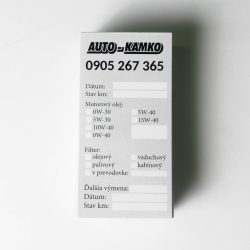 AUTO - KAMKO
0905 267 365
Dátum:
Stav km:
Motorový olej:
0W-30 5W-40
5W-30 15W-40
10W-40
0W-40
Filter:
olejový vzduchový
palivový kabínový
v prevodovke
Ďalšia výmena:
Dátum:
Stav km: